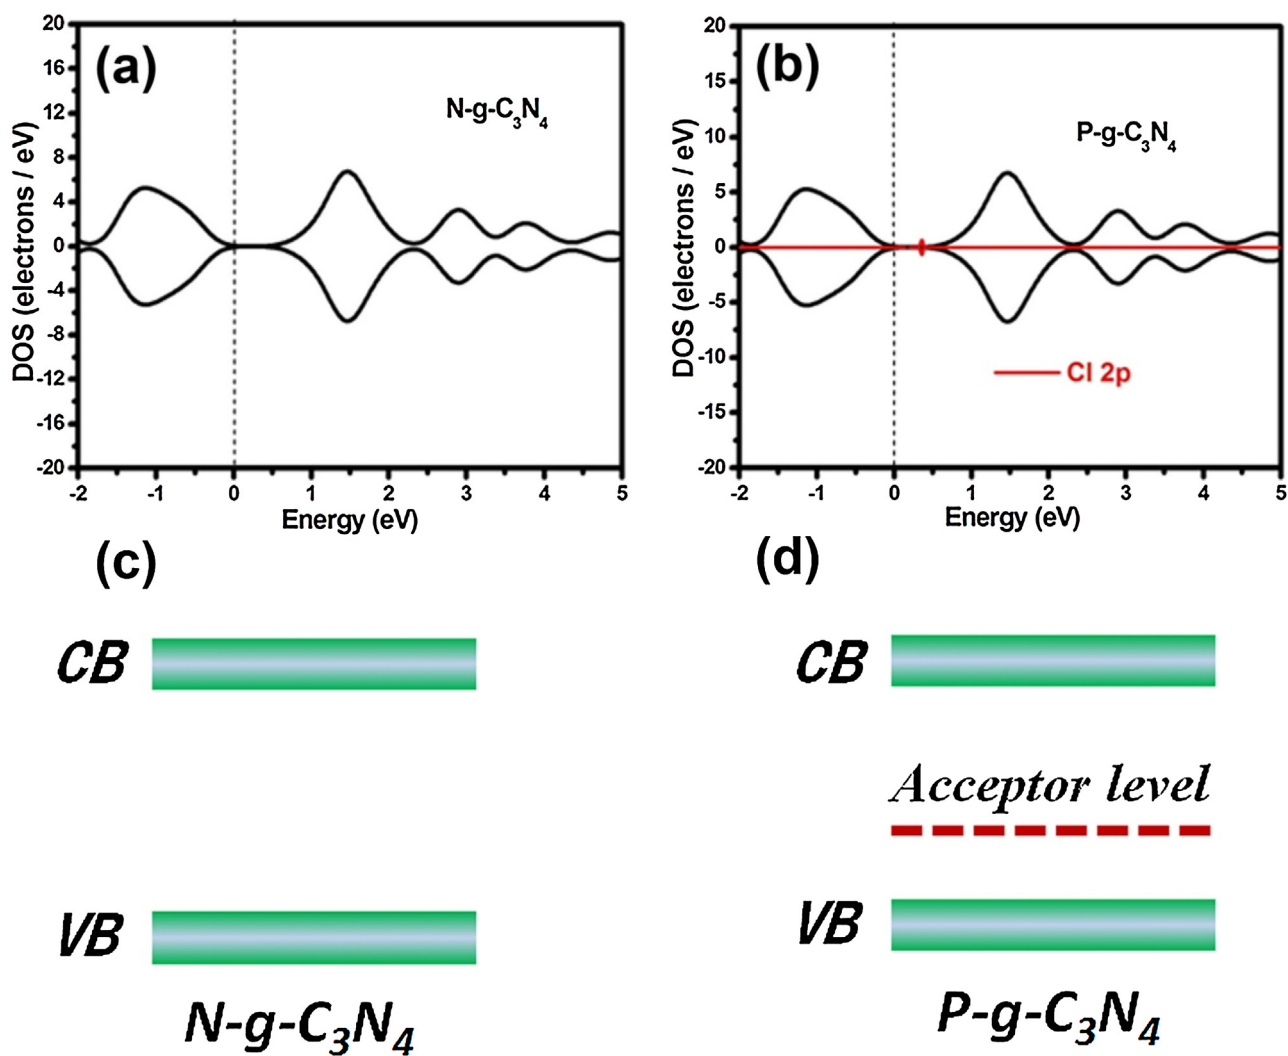 (a)
N-g-C₃N₄
DOS (electrons / eV)
20
16
12
8
4
0
-4
-8
-12
-16
-20
-2 -1 0 1 2 3 4 5
Energy (eV)
(b)
P-g-C₃N₄
DOS (electrons / eV)
20
15
10
5
0
-5
-10
-15
-20
Cl 2p
-2 -1 0 1 2 3 4 5
Energy (eV)
(c)
CB
VB
N-g-C₃N₄
(d)
CB
Acceptor level
VB
P-g-C₃N₄